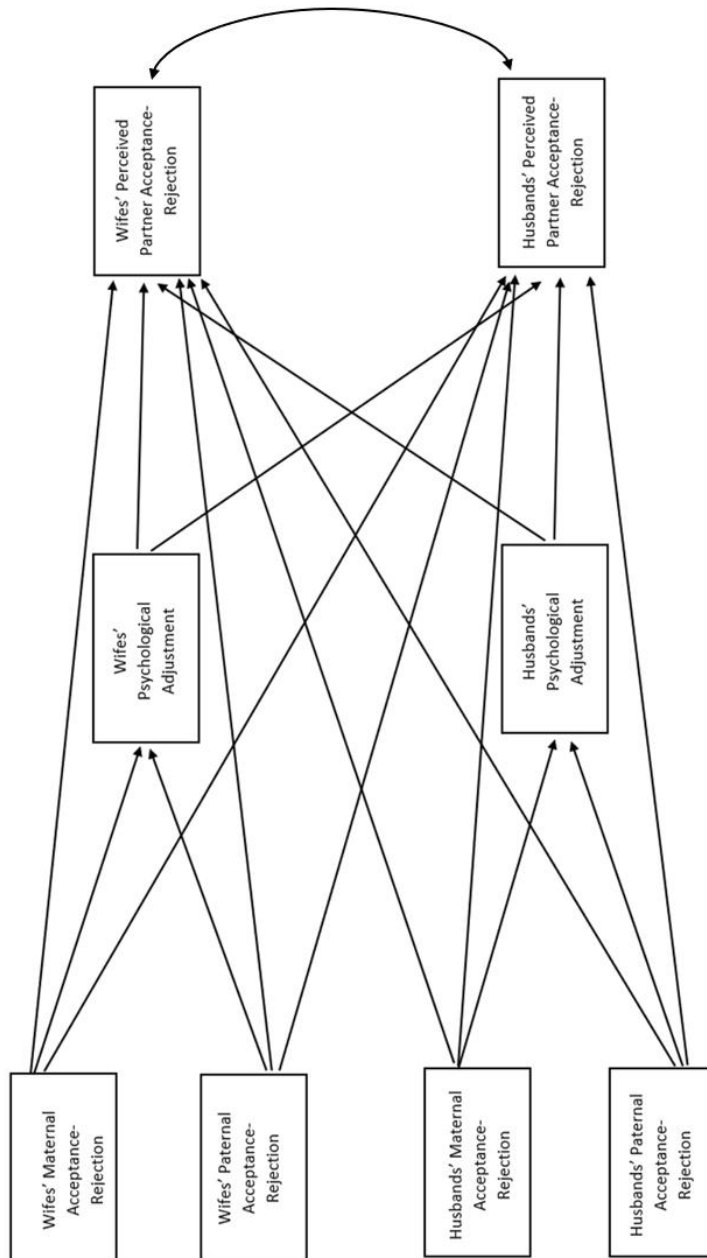 Wifes' Maternal
Acceptance-
Rejection
Wifes' Paternal
Acceptance-
Rejection
Husbands' Maternal
Acceptance-
Rejection
Husbands' Paternal
Acceptance-
Rejection
Wifes'
Psychological
Adjustment
Husbands'
Psychological
Adjustment
Wifes' Perceived
Partner Acceptance-
Rejection
Husbands' Perceived
Partner Acceptance-
Rejection